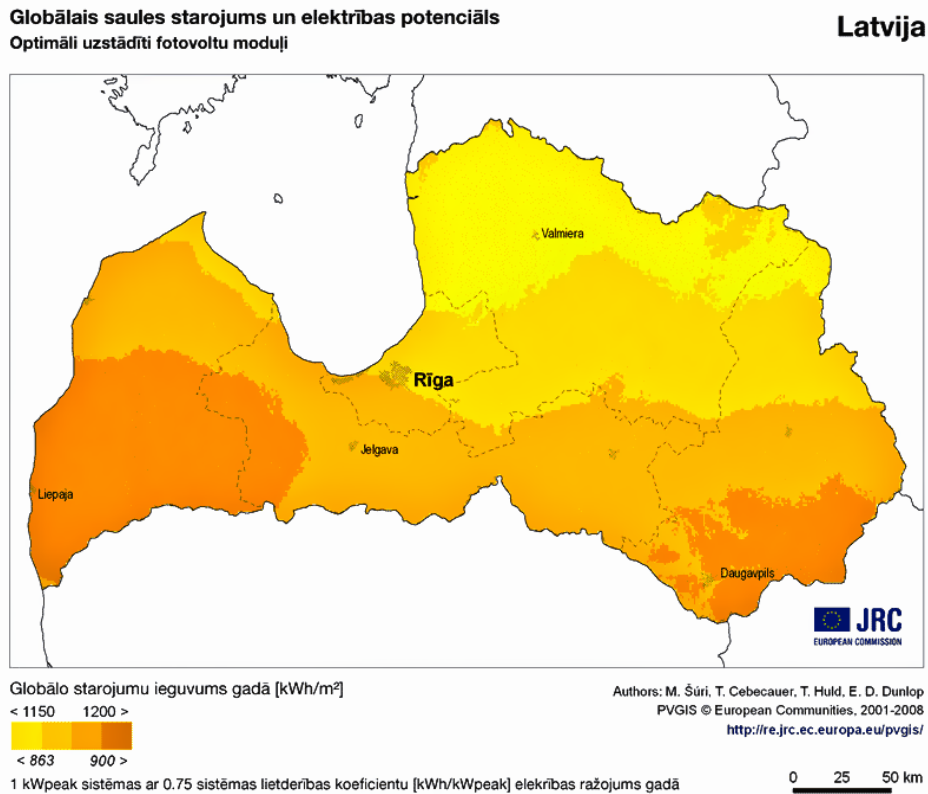 Globālais saules starojums un elektrības potenciāls
Optimāli uzstādīti fotovoltu moduļi
Latvija
Valmiera
Rīga
Jelgava
Liepaja
Daugavpils
JRC
EUROPEAN COMMISSION
Globālo starojumu ieguvums gadā [kWh/m²]
< 1150 1200 >
< 863 900 >
1 kWpeak sistēmas ar 0.75 sistēmas lietderības koeficientu [kWh/kWpeak] elekrības ražojums gadā
Authors: M. Šúri, T. Cebecauer, T. Huld, E. D. Dunlop
PVGIS © European Communities, 2001-2008
http://re.jrc.ec.europa.eu/pvgis/
0 25 50 km